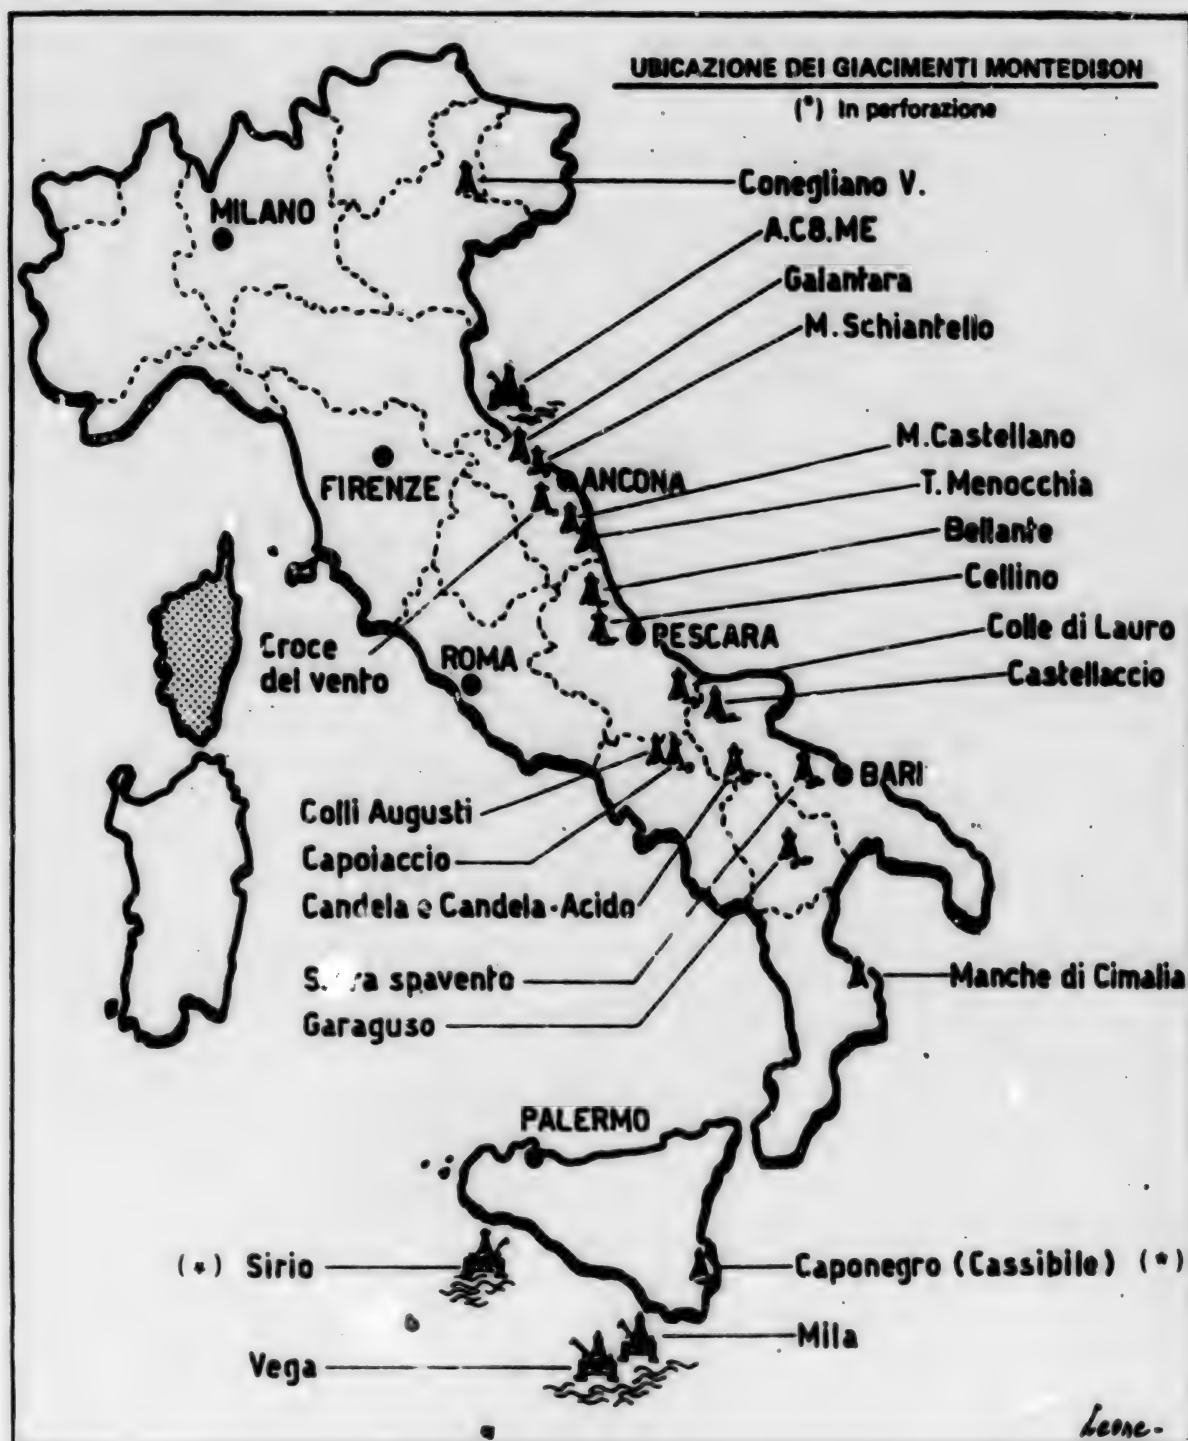 UBICAZIONE DEI GIACIMENTI MONTEDISON
(*) In perforazione
Conegliano V.
MILANO
A.C8.ME
Galantara
M. Schiantello
M. Castellano
FIRENZE
ANCONA
T. Menocchia
Bellante
Cellino
Colle di Lauro
PESCARA
Croce
del vento
ROMA
Castellaccio
BARI
Colli Augusti
Capoiaccio
Candela e Candela-Acido
spavento
Manche di Cimalia
Garaguso
PALERMO
(*) Sirio
Caponegro (Cassibile) (*)
Mila
Vega
Leone-